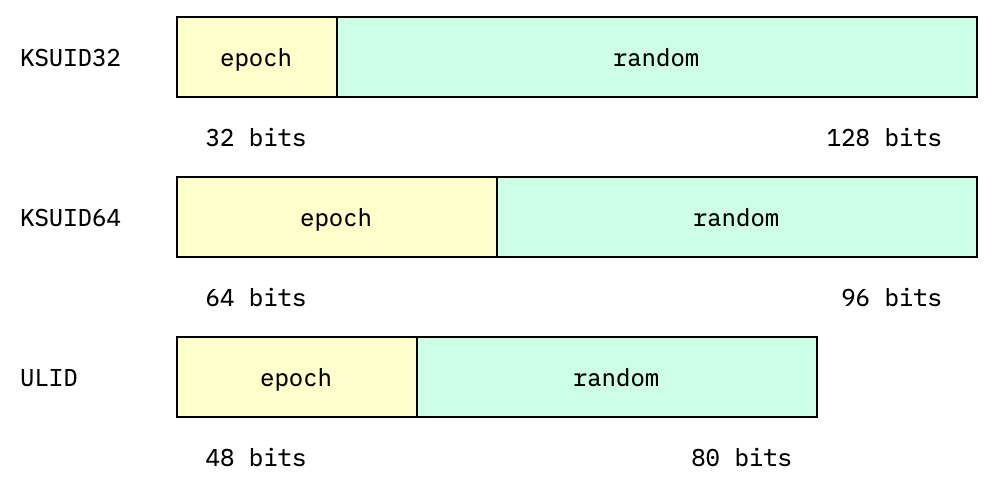 KSUID32 epoch random
32 bits 128 bits
KSUID64 epoch random
64 bits 96 bits
ULID epoch random
48 bits 80 bits